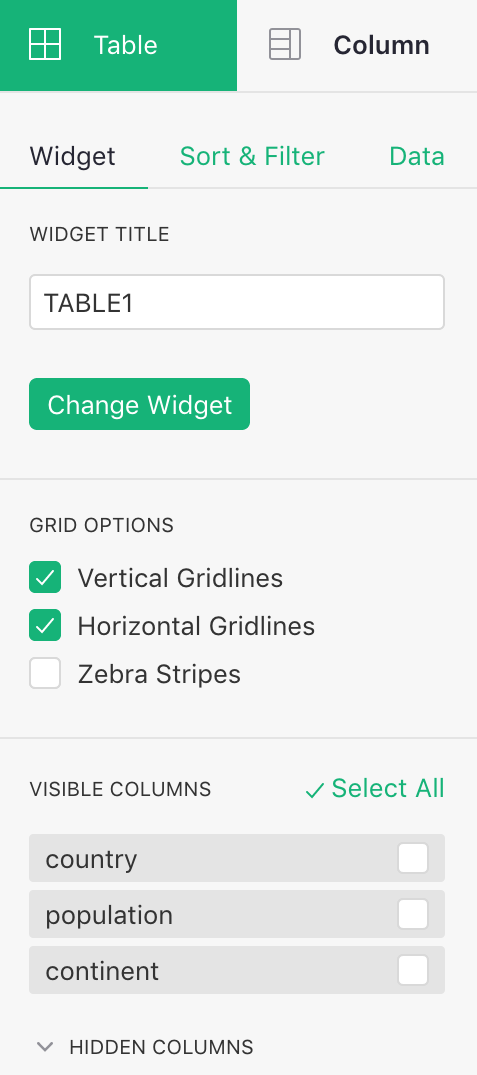 Table Column
Widget Sort & Filter Data
WIDGET TITLE
TABLE1
Change Widget
GRID OPTIONS
Vertical Gridlines
Horizontal Gridlines
Zebra Stripes
VISIBLE COLUMNS Select All
country
population
continent
HIDDEN COLUMNS